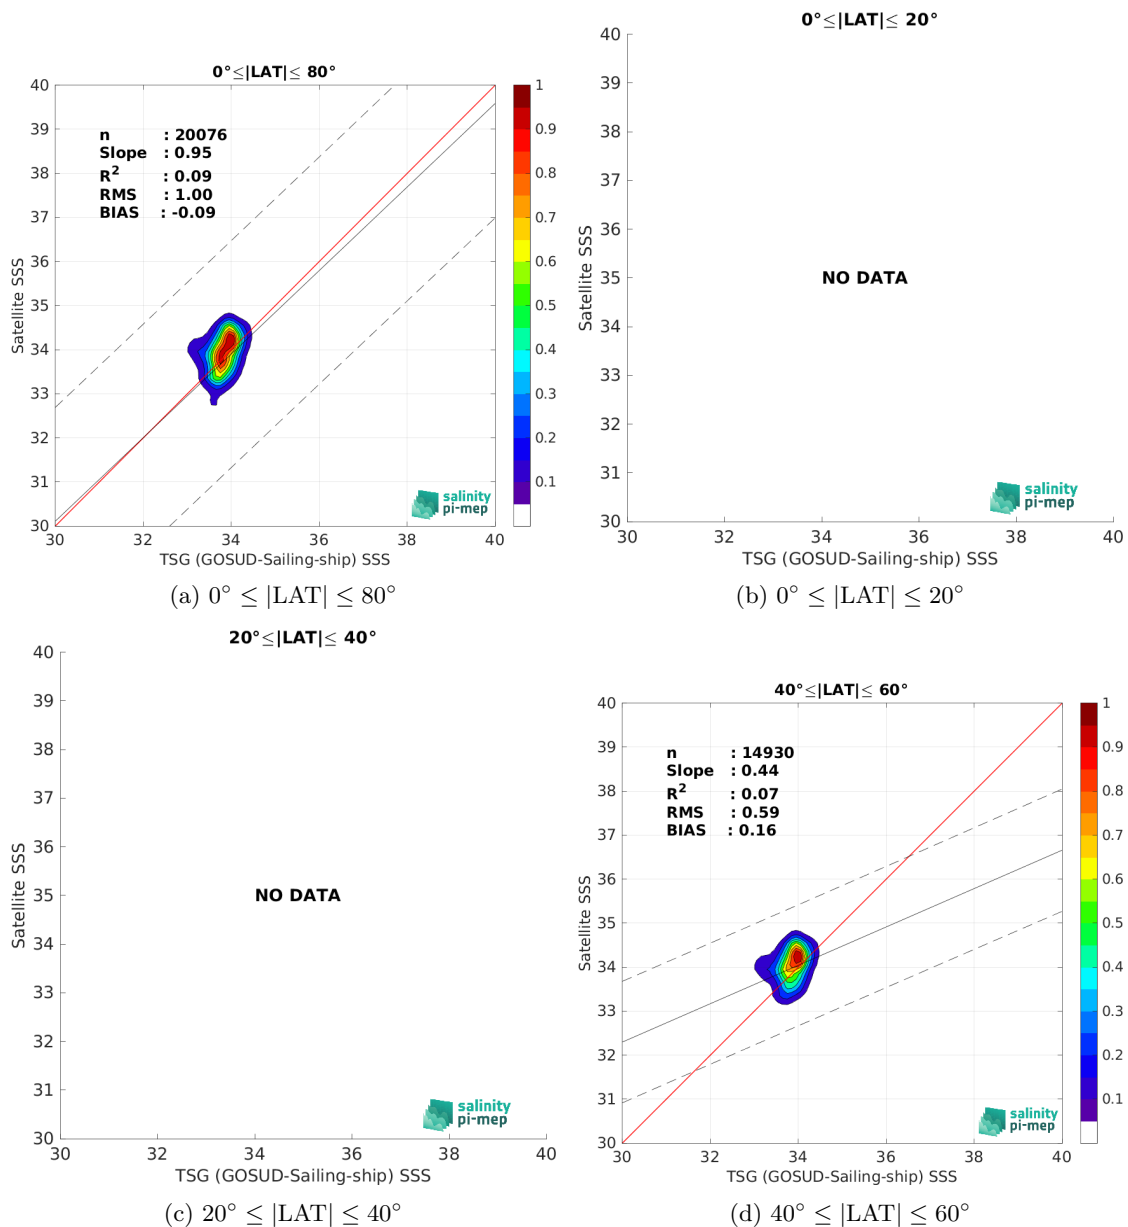 0°≤|LAT|≤ 80°
40
39
38
37
36
35
34
33
32
31
30
Satellite SSS
n : 20076
Slope : 0.95
R² : 0.09
RMS : 1.00
BIAS : -0.09
1
0.9
0.8
0.7
0.6
0.5
0.4
0.3
0.2
0.1
salinity
pi-mep
30 32 34 36 38 40
TSG (GOSUD-Sailing-ship) SSS
(a) 0° ≤ |LAT| ≤ 80°
0°≤|LAT|≤ 20°
40
39
38
37
36
35
34
33
32
31
30
Satellite SSS
NO DATA
salinity
pi-mep
30 32 34 36 38 40
TSG (GOSUD-Sailing-ship) SSS
(b) 0° ≤ |LAT| ≤ 20°
20°≤|LAT|≤ 40°
40
39
38
37
36
35
34
33
32
31
30
Satellite SSS
NO DATA
salinity
pi-mep
30 32 34 36 38 40
TSG (GOSUD-Sailing-ship) SSS
(c) 20° ≤ |LAT| ≤ 40°
40°≤|LAT|≤ 60°
40
39
38
37
36
35
34
33
32
31
30
Satellite SSS
n : 14930
Slope : 0.44
R² : 0.07
RMS : 0.59
BIAS : 0.16
1
0.9
0.8
0.7
0.6
0.5
0.4
0.3
0.2
0.1
salinity
pi-mep
30 32 34 36 38 40
TSG (GOSUD-Sailing-ship) SSS
(d) 40° ≤ |LAT| ≤ 60°